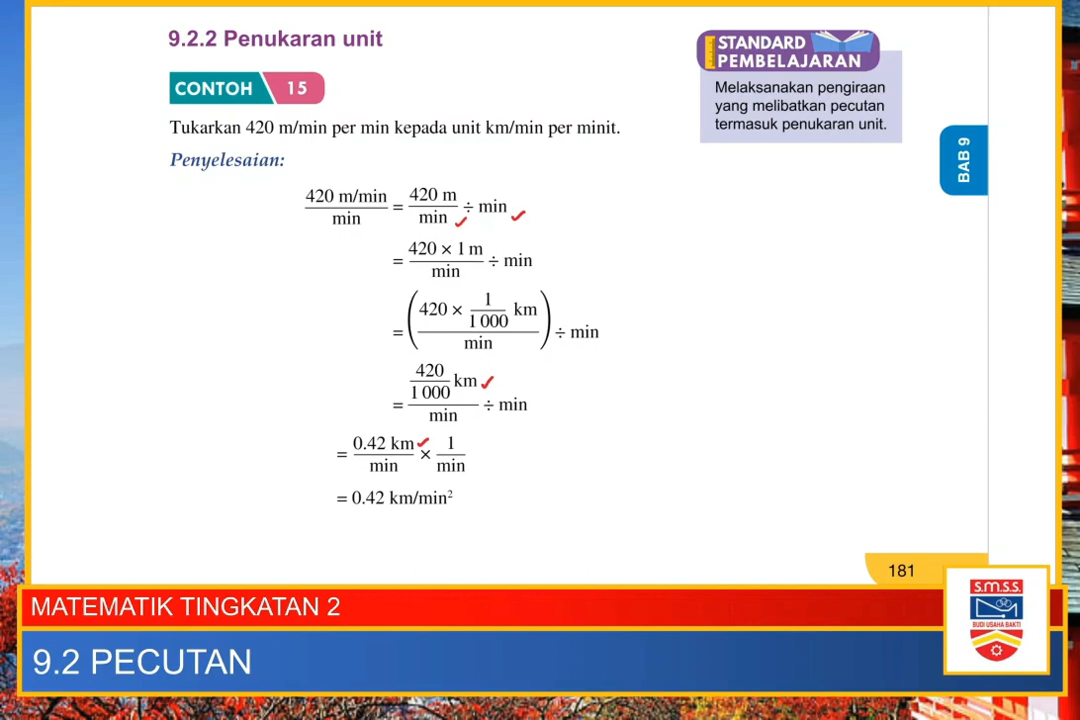 9.2.2 Penukaran unit
CONTOH 15
Tukarkan 420 m/min per min kepada unit km/min per minit.
Penyelesaian:
420 m/min / min = 420 m / min ÷ min
= 420 × 1 m / min ÷ min
= (420 × 1/1 000 km / min) ÷ min
= 420/1 000 km / min ÷ min
= 0.42 km / min × 1 / min
= 0.42 km/min²
STANDARD
PEMBELAJARAN
Melaksanakan pengiraan
yang melibatkan pecutan
termasuk penukaran unit.
BAB 9
181
S.M.S.S.
BUDI USAHA BAKTI
MATEMATIK TINGKATAN 2
9.2 PECUTAN